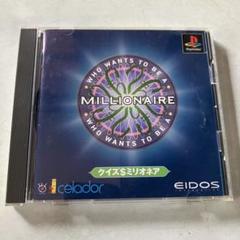 PlayStation
WHO WANTS TO BE A
MILLIONAIRE
WHO WANTS TO BE A
クイズ$ミリオネア
celador
EIDOS